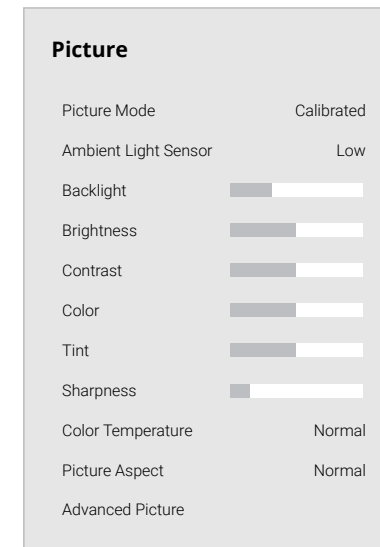 Picture
Picture Mode Calibrated
Ambient Light Sensor Low
Backlight
Brightness
Contrast
Color
Tint
Sharpness
Color Temperature Normal
Picture Aspect Normal
Advanced Picture